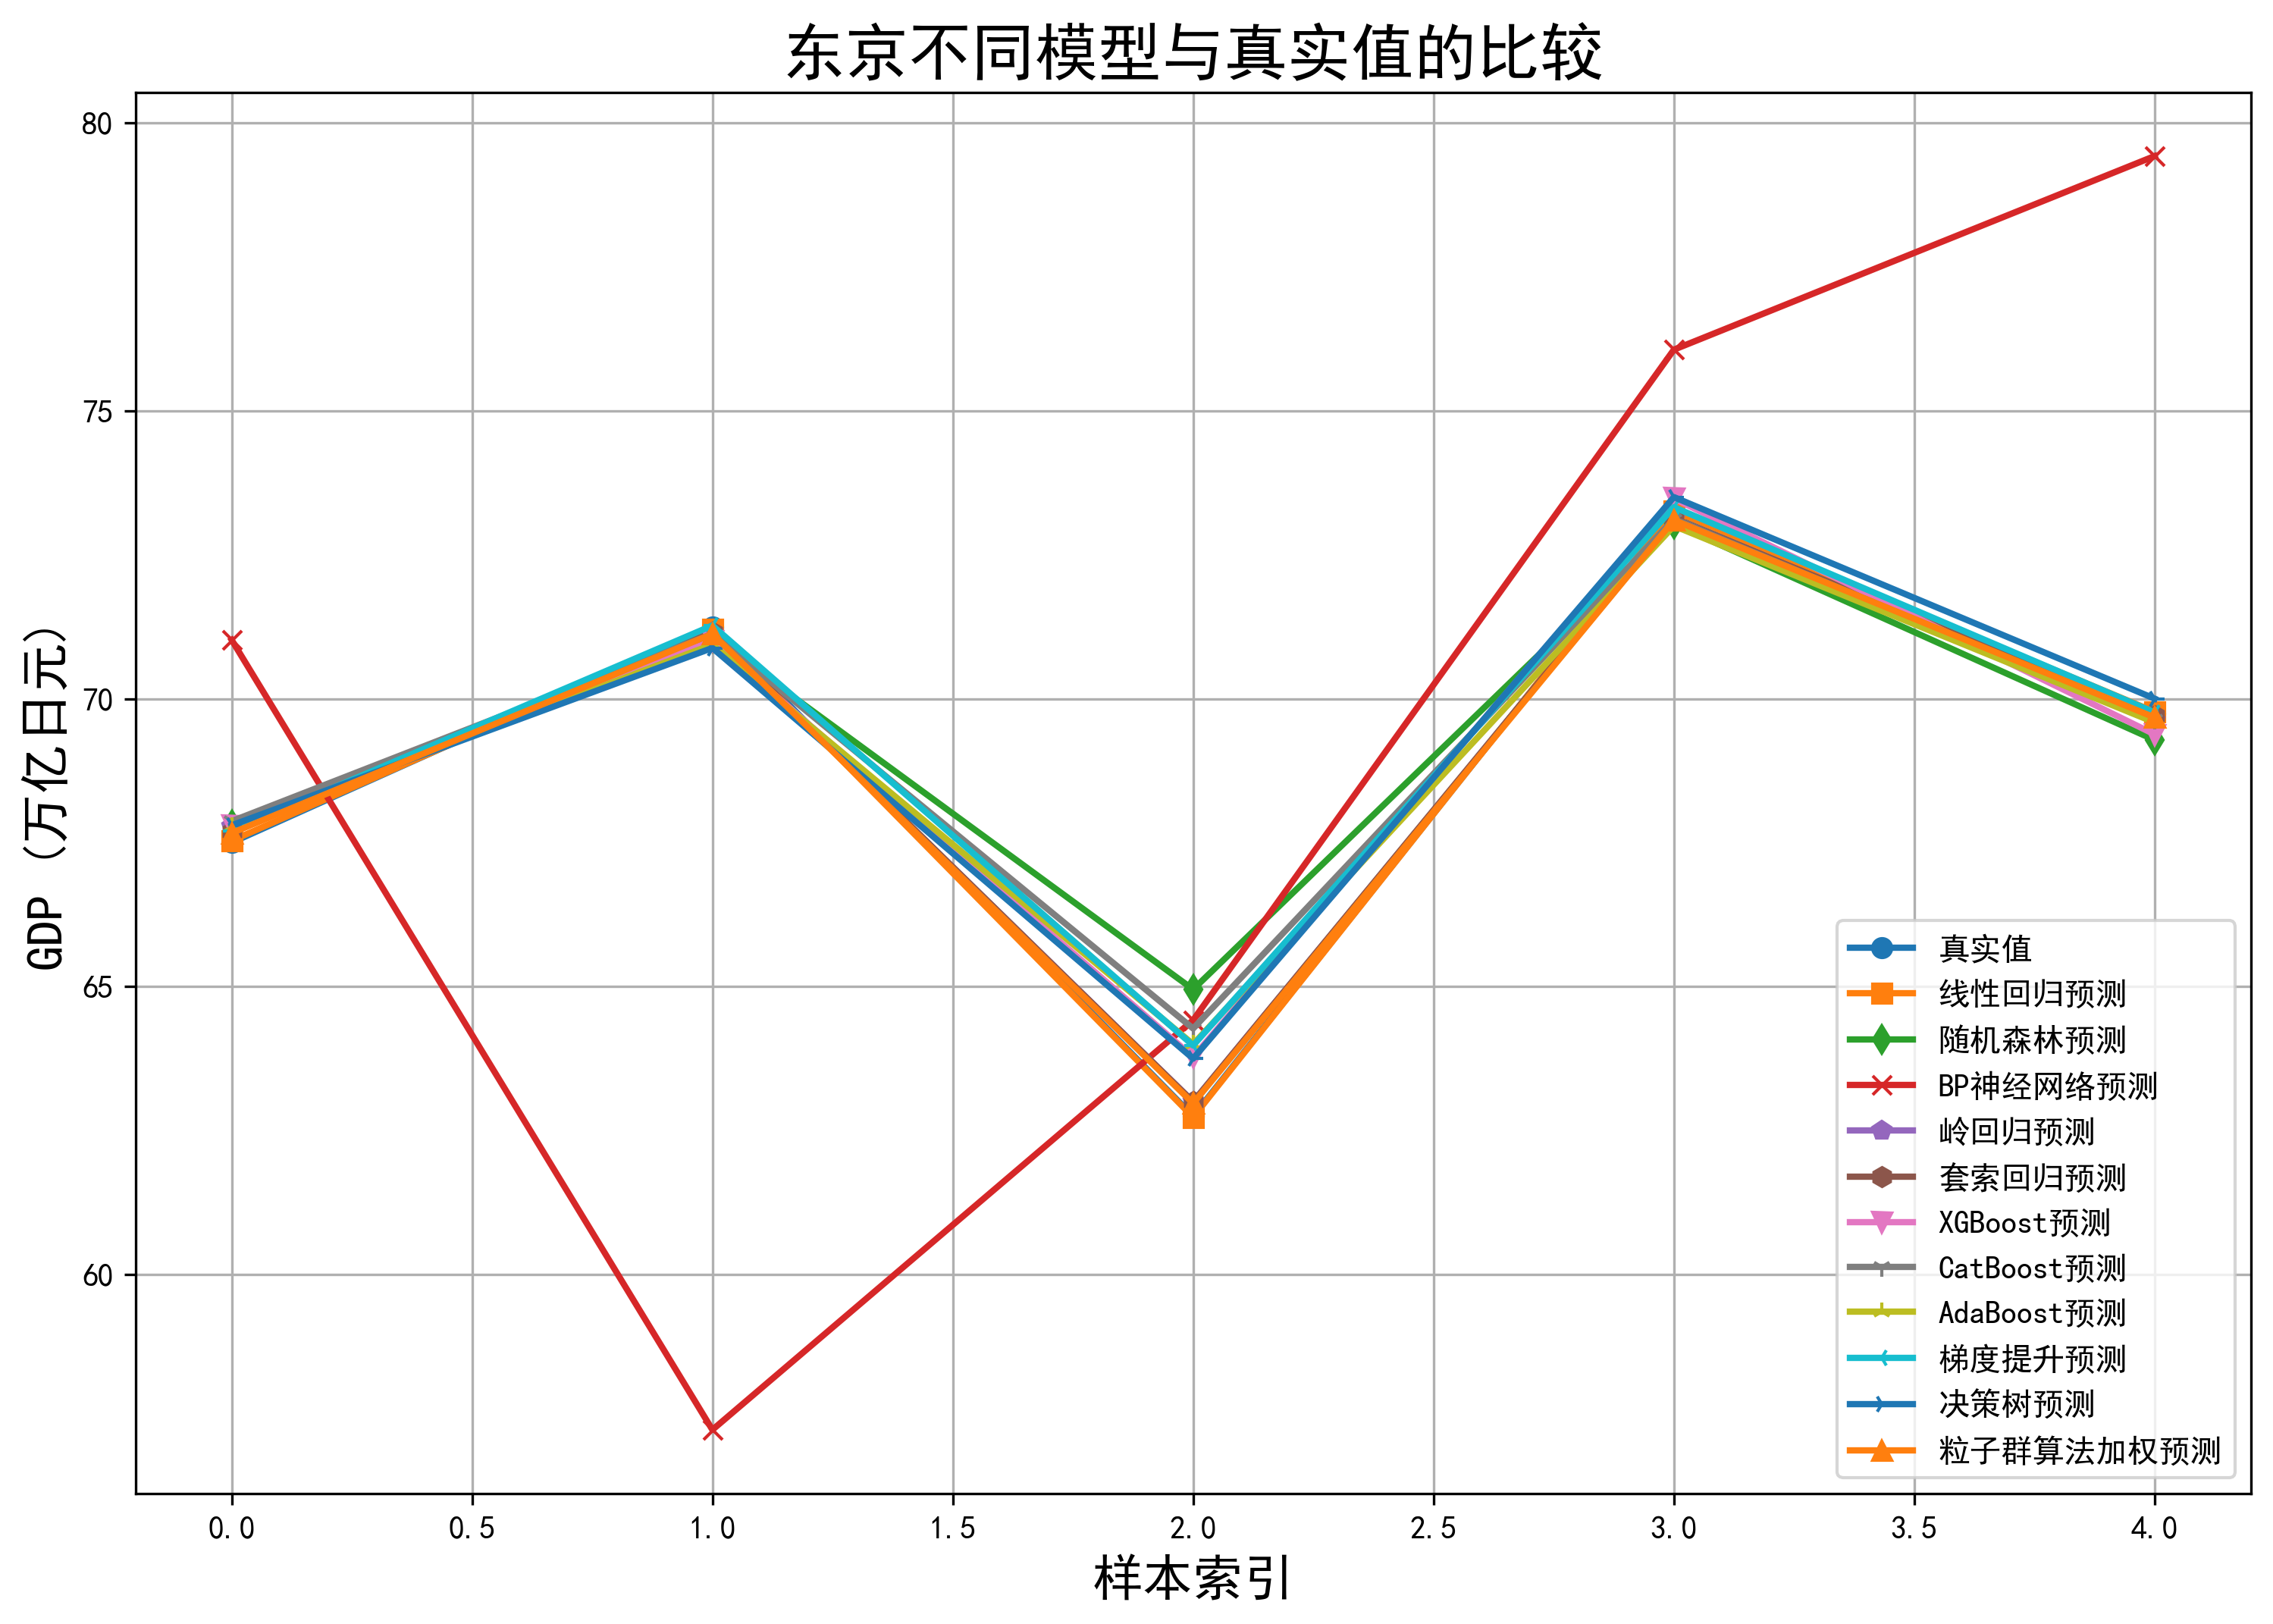 东京不同模型与真实值的比较
80
75
70
65
60
GDP (万亿日元)
0.0 0.5 1.0 1.5 2.0 2.5 3.0 3.5 4.0
样本索引
真实值
线性回归预测
随机森林预测
BP神经网络预测
岭回归预测
套索回归预测
XGBoost预测
CatBoost预测
AdaBoost预测
梯度提升预测
决策树预测
粒子群算法加权预测